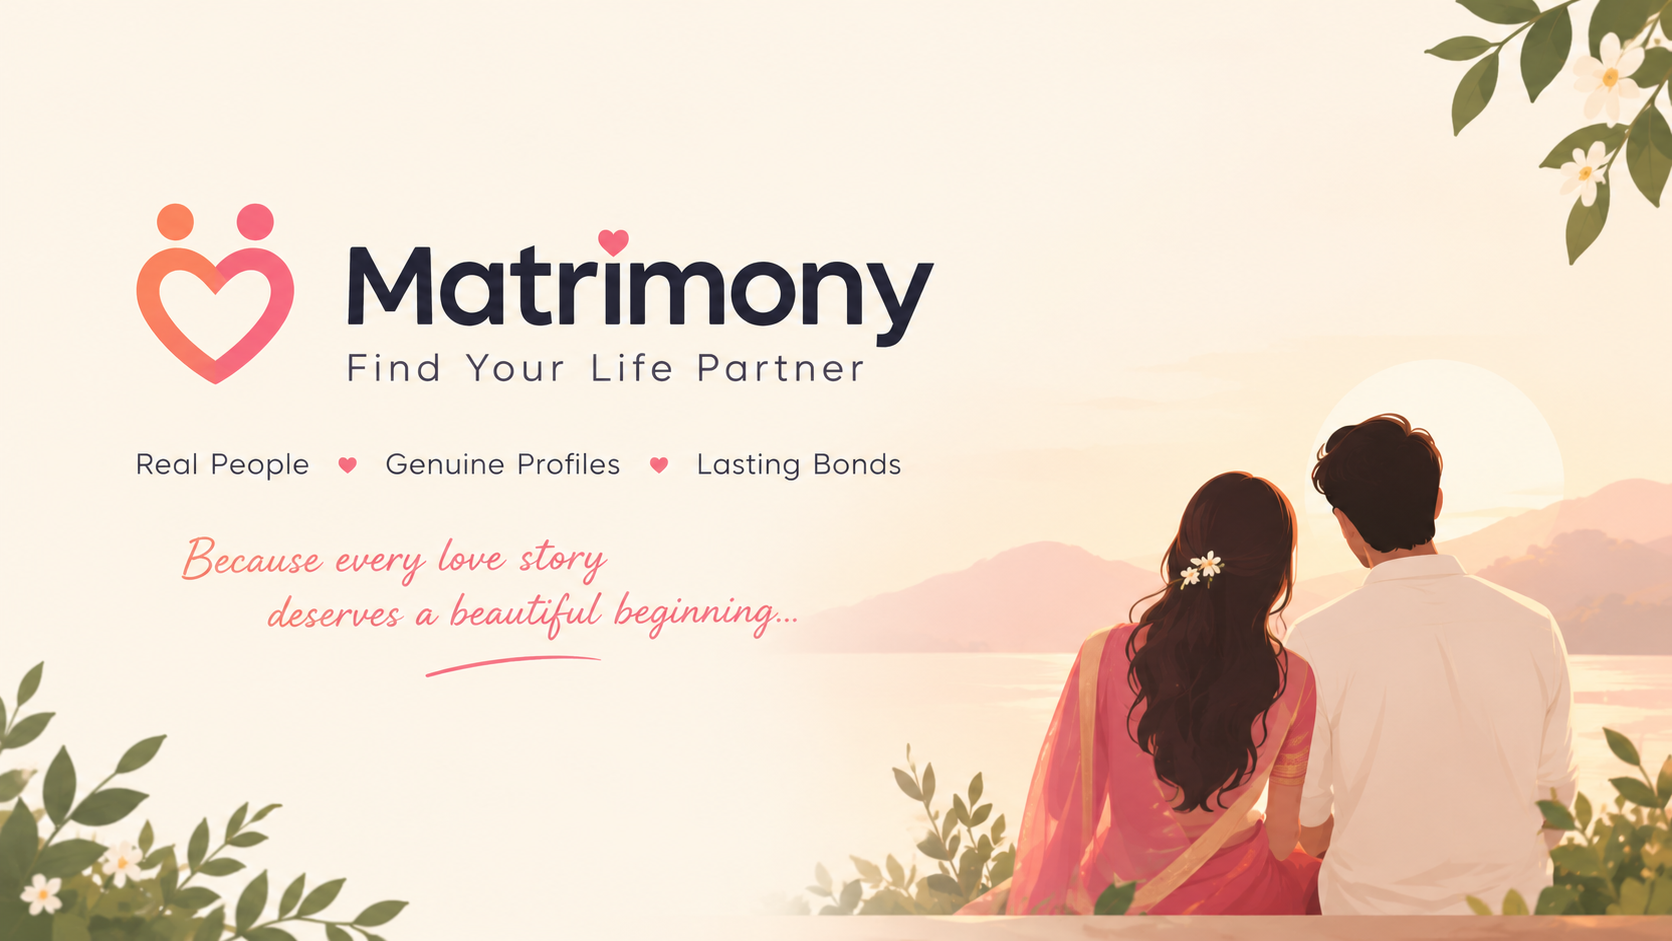 Matrimony
Find Your Life Partner
Real People ♥ Genuine Profiles ♥ Lasting Bonds
Because every love story
deserves a beautiful beginning...